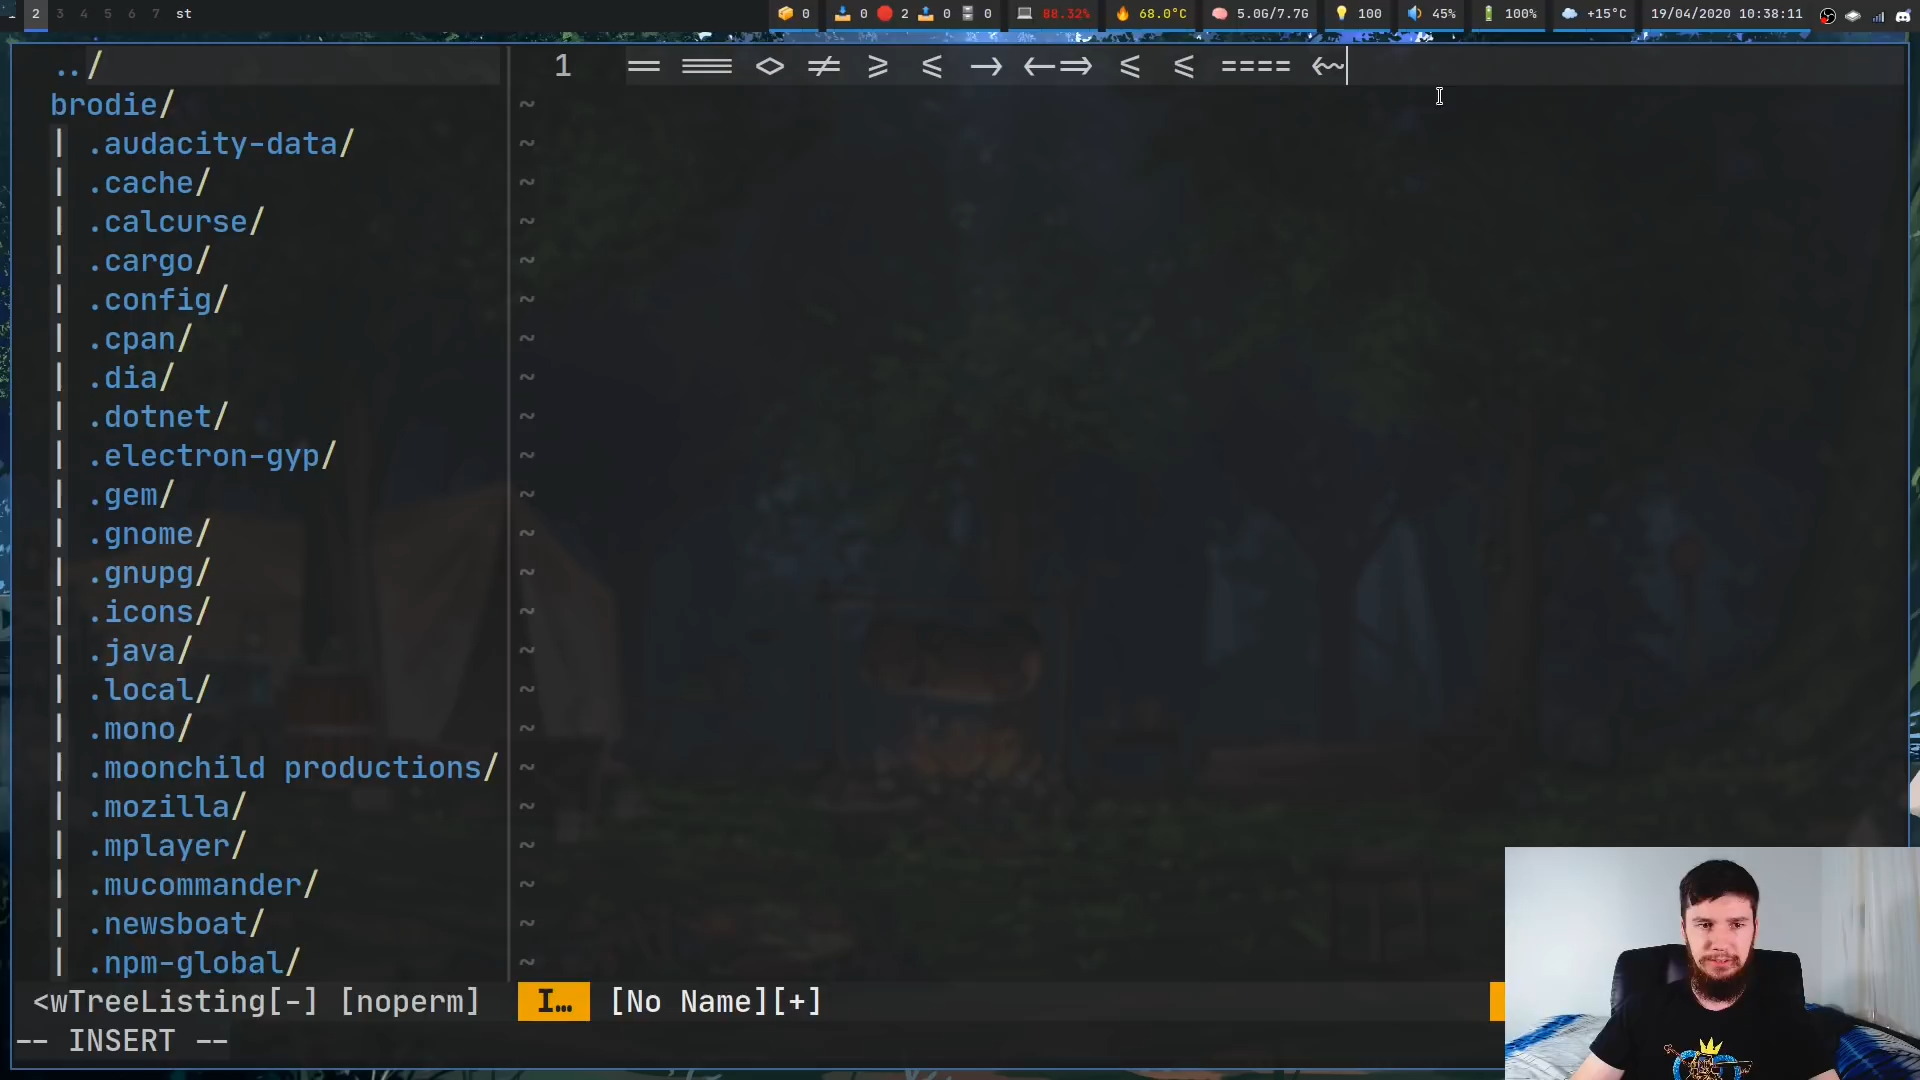 2 3 4 5 6 7 st 0 0 2 0 0 88.32% 68.0°C 5.0G/7.7G 100 45% 100% +15°C 19/04/2020 10:38:11
../
1 == === <> ≠ ≥ ≤ → ⇐⇒ ≤ ≤ ==== <~
brodie/
~
| .audacity-data/
~
| .cache/
~
| .calcurse/
~
| .cargo/
~
| .config/
~
| .cpan/
~
| .dia/
~
| .dotnet/
~
| .electron-gyp/
~
| .gem/
~
| .gnome/
~
| .gnupg/
~
| .icons/
~
| .java/
~
| .local/
~
| .mono/
~
| .moonchild productions/
~
| .mozilla/
~
| .mplayer/
~
| .mucommander/
~
| .newsboat/
~
| .npm-global/
~
<wTreeListing[-] [noperm] I… [No Name][+]
-- INSERT --